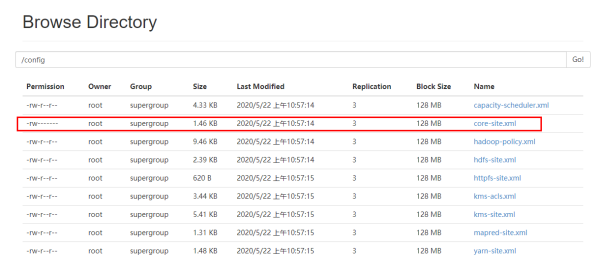 Browse Directory
/config Go!
Permission Owner Group Size Last Modified Replication Block Size Name
-rw-r--r-- root supergroup 4.33 KB 2020/5/22 上午10:57:14 3 128 MB capacity-scheduler.xml
-rw------- root supergroup 1.46 KB 2020/5/22 上午10:57:14 3 128 MB core-site.xml
-rw-r--r-- root supergroup 9.46 KB 2020/5/22 上午10:57:14 3 128 MB hadoop-policy.xml
-rw-r--r-- root supergroup 2.39 KB 2020/5/22 上午10:57:14 3 128 MB hdfs-site.xml
-rw-r--r-- root supergroup 620 B 2020/5/22 上午10:57:15 3 128 MB httpfs-site.xml
-rw-r--r-- root supergroup 3.44 KB 2020/5/22 上午10:57:15 3 128 MB kms-acls.xml
-rw-r--r-- root supergroup 5.41 KB 2020/5/22 上午10:57:15 3 128 MB kms-site.xml
-rw-r--r-- root supergroup 1.31 KB 2020/5/22 上午10:57:15 3 128 MB mapred-site.xml
-rw-r--r-- root supergroup 1.48 KB 2020/5/22 上午10:57:15 3 128 MB yarn-site.xml